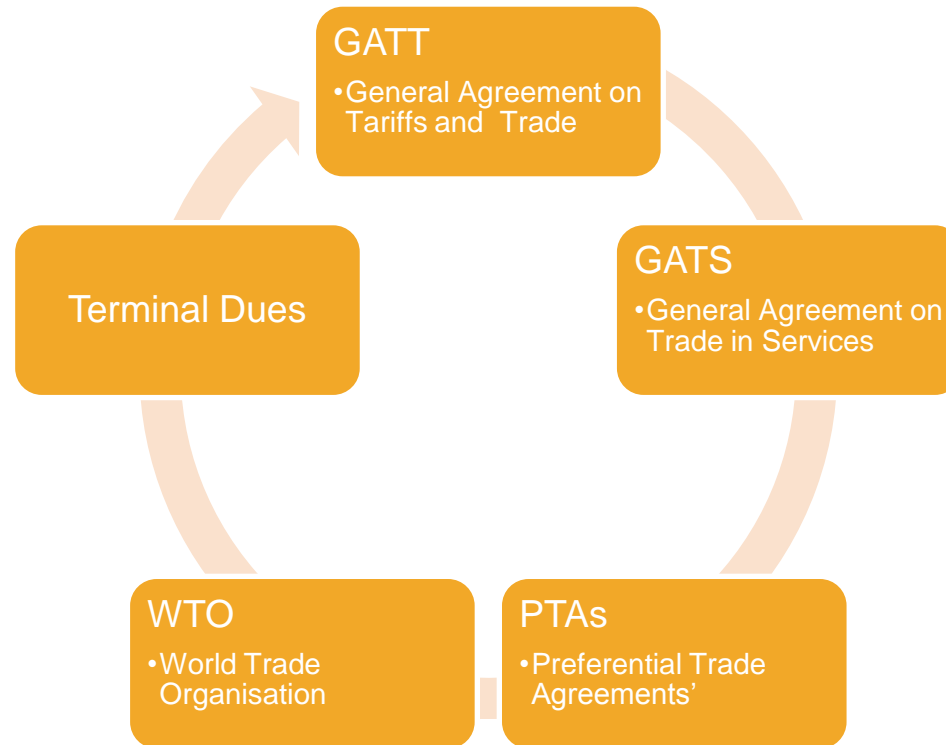 GATT
•General Agreement on
Tariffs and Trade
GATS
•General Agreement on
Trade in Services
PTAs
•Preferential Trade
Agreements’
WTO
•World Trade
Organisation
Terminal Dues